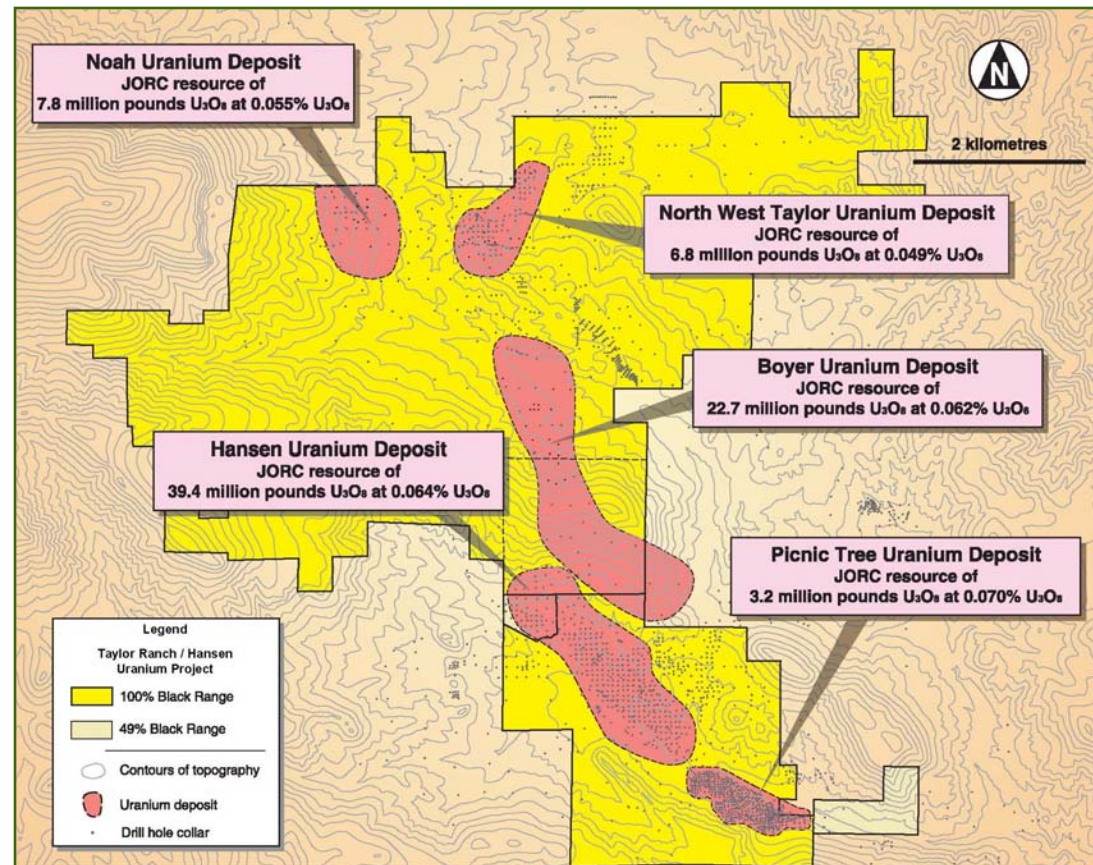 Noah Uranium Deposit
JORC resource of
7.8 million pounds U₃O₈ at 0.055% U₃O₈
N
2 kilometres
North West Taylor Uranium Deposit
JORC resource of
6.8 million pounds U₃O₈ at 0.049% U₃O₈
Boyer Uranium Deposit
JORC resource of
22.7 million pounds U₃O₈ at 0.062% U₃O₈
Hansen Uranium Deposit
JORC resource of
39.4 million pounds U₃O₈ at 0.064% U₃O₈
Picnic Tree Uranium Deposit
JORC resource of
3.2 million pounds U₃O₈ at 0.070% U₃O₈
Legend
Taylor Ranch / Hansen
Uranium Project
100% Black Range
49% Black Range
Contours of topography
Uranium deposit
Drill hole collar